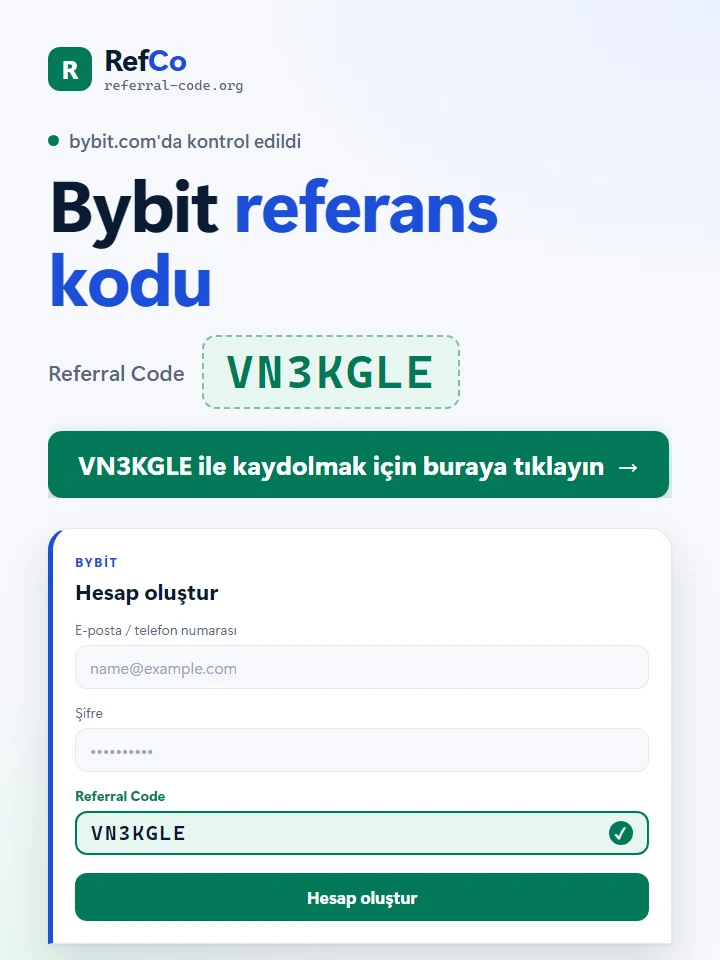 R
RefCo
referral-code.org
bybit.com'da kontrol edildi
Bybit referans
kodu
Referral Code
VN3KGLE
VN3KGLE ile kaydolmak için buraya tıklayın →
BYBİT
Hesap oluştur
E-posta / telefon numarası
name@example.com
Şifre
••••••••••
Referral Code
VN3KGLE
Hesap oluştur